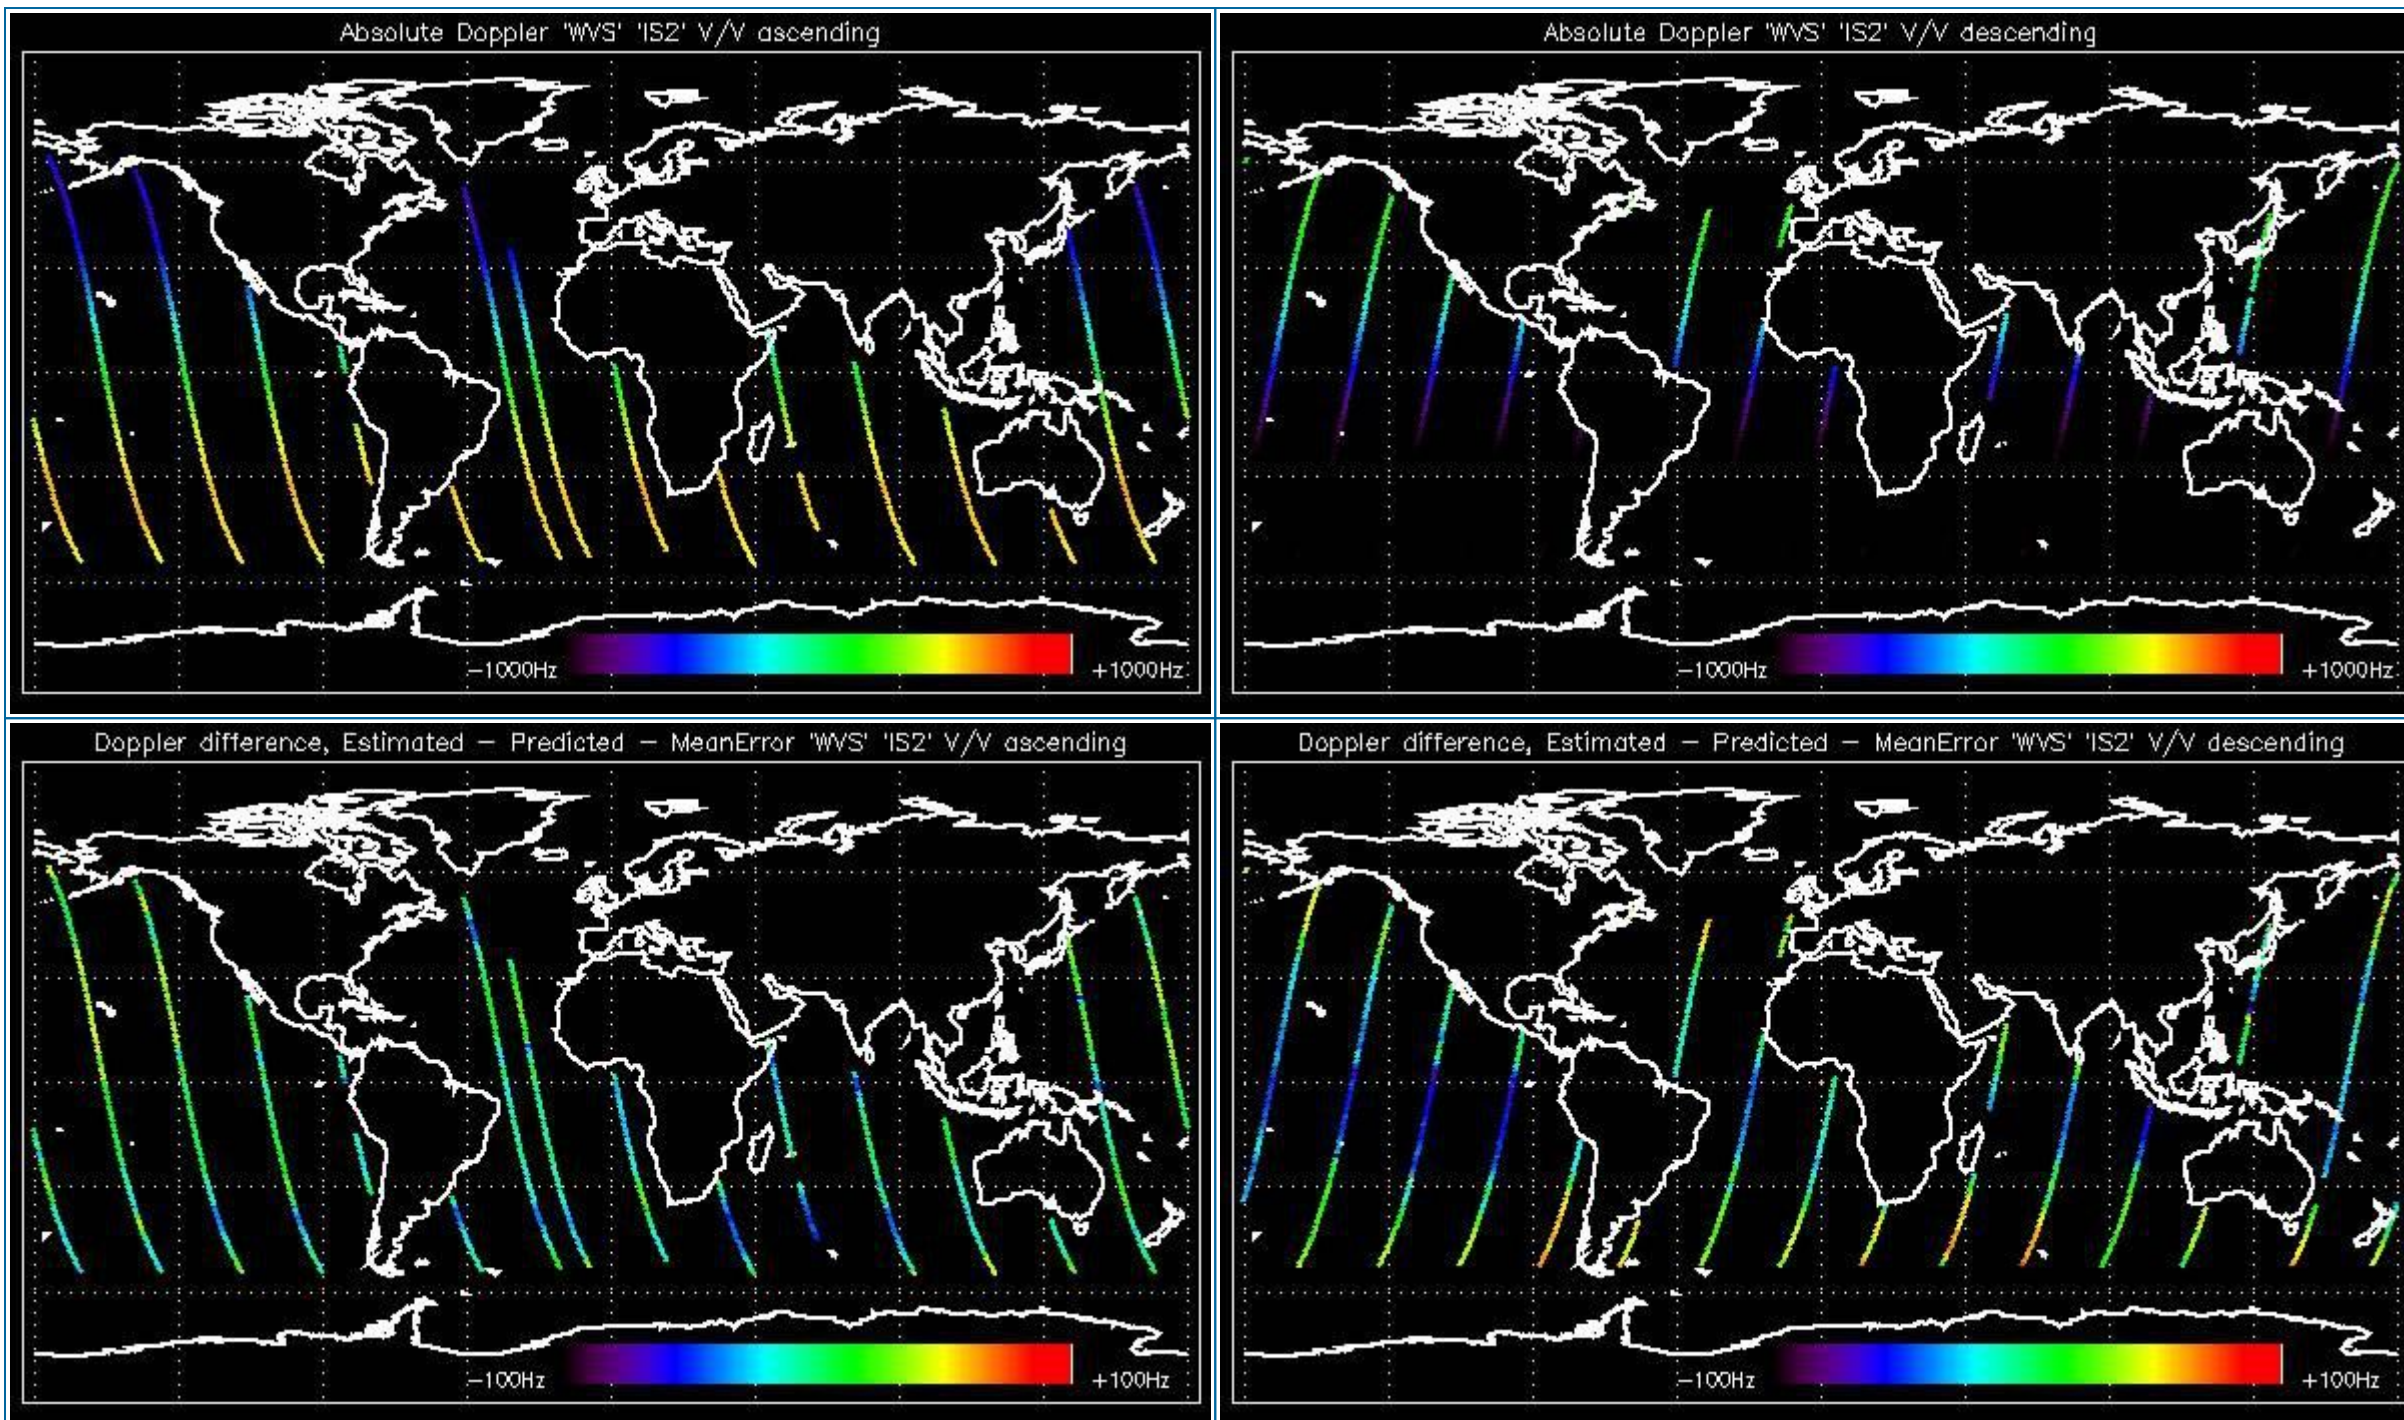 Absolute Doppler 'WVS' 'IS2' V/V ascending
-1000Hz
+1000Hz
Absolute Doppler 'WVS' 'IS2' V/V descending
-1000Hz
+1000Hz
Doppler difference, Estimated - Predicted - MeanError 'WVS' 'IS2' V/V ascending
-100Hz
+100Hz
Doppler difference, Estimated - Predicted - MeanError 'WVS' 'IS2' V/V descending
-100Hz
+100Hz